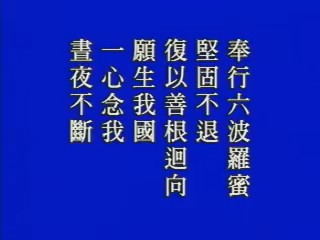 奉行六波羅蜜
堅固不退
復以善根迴向
願生我國
一心念我
晝夜不斷